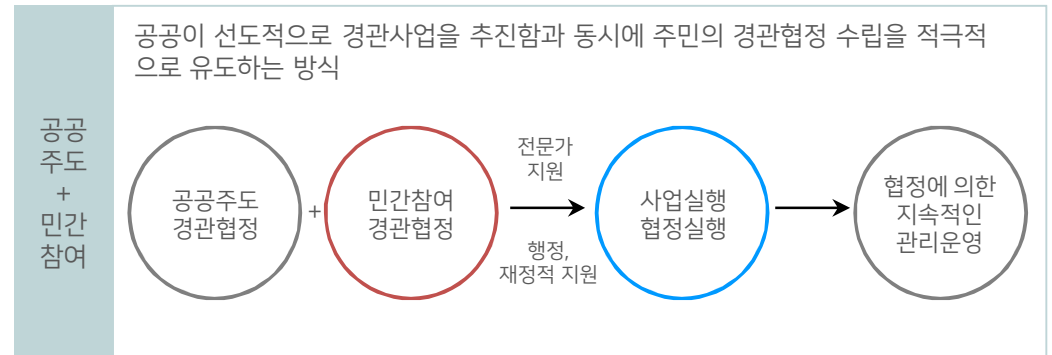 공공
주도
+
민간
참여
공공이 선도적으로 경관사업을 추진함과 동시에 주민의 경관협정 수립을 적극적
으로 유도하는 방식
공공주도
경관협정
+
민간참여
경관협정
전문가
지원
행정,
재정적 지원
사업실행
협정실행
협정에 의한
지속적인
관리운영